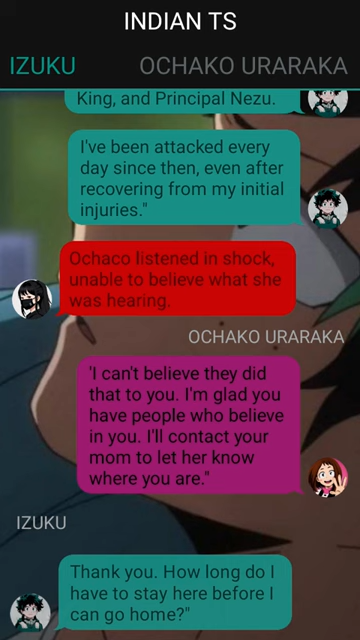 INDIAN TS
IZUKU
OCHAKO URARAKA
King, and Principal Nezu.
I've been attacked every
day since then, even after
recovering from my initial
injuries."
Ochaco listened in shock,
unable to believe what she
was hearing.
OCHAKO URARAKA
'I can't believe they did
that to you. I'm glad you
have people who believe
in you. I'll contact your
mom to let her know
where you are."
IZUKU
Thank you. How long do I
have to stay here before I
can go home?"